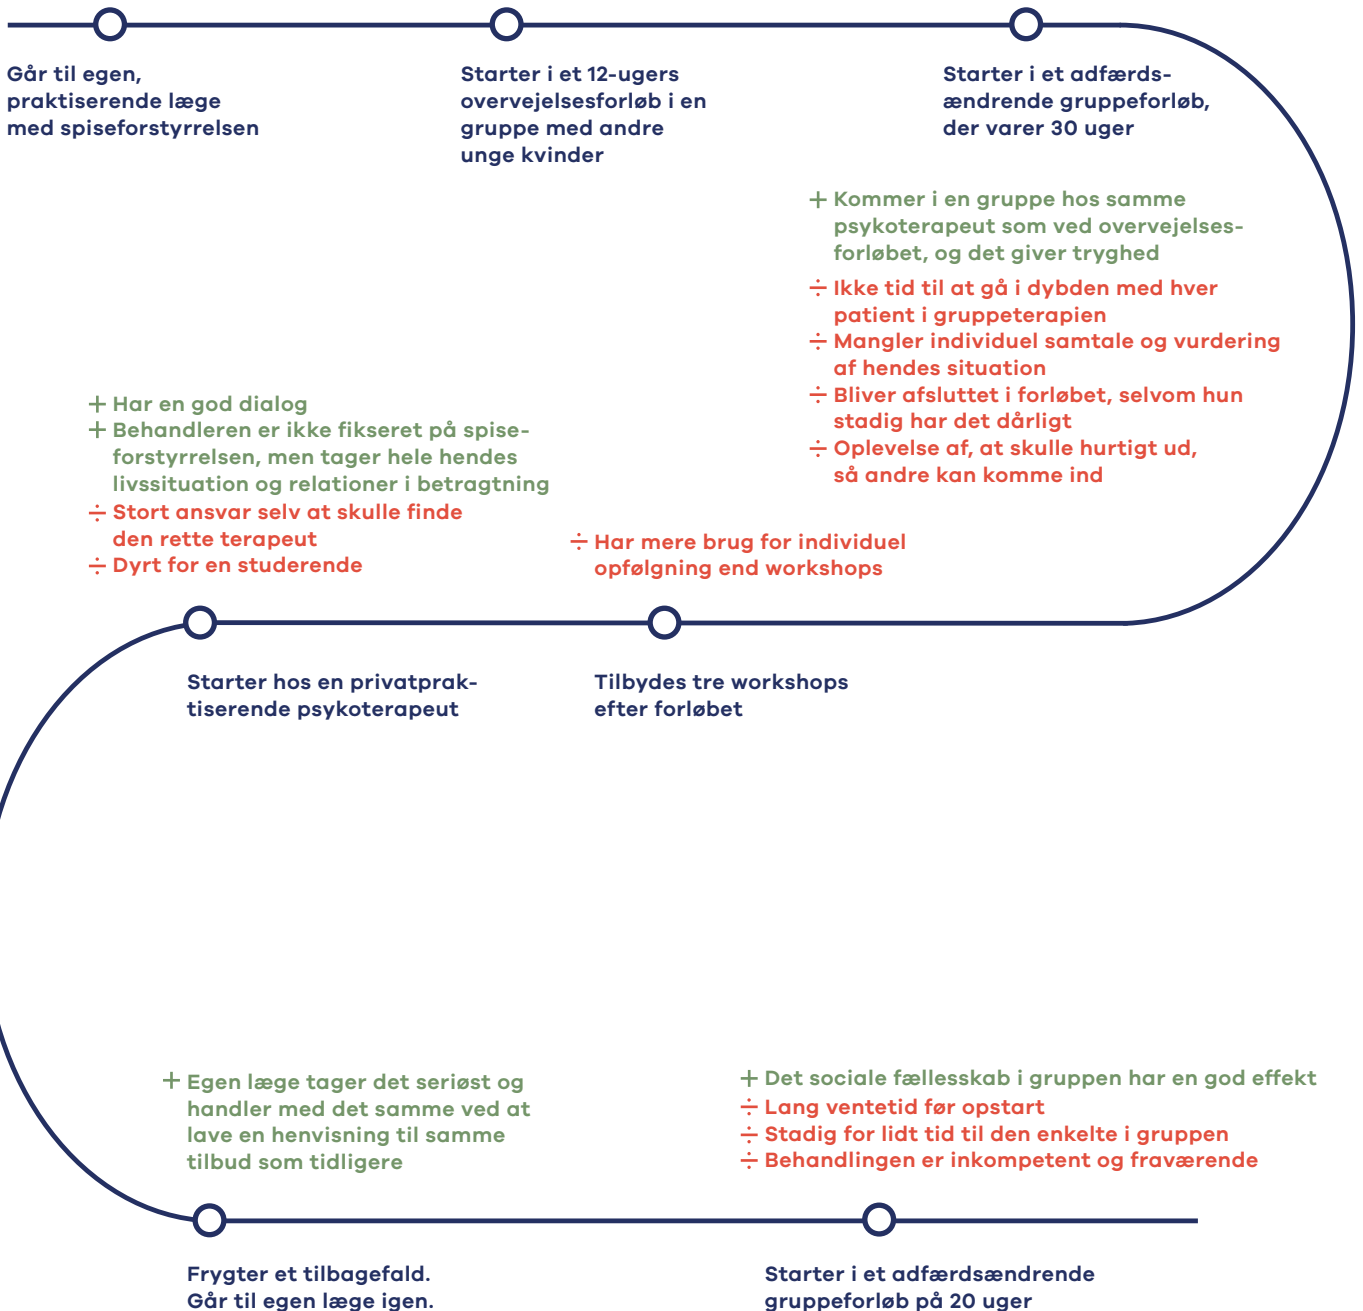 Går til egen,
praktiserende læge
med spiseforstyrrelsen
Starter i et 12-ugers
overvejelsesforløb i en
gruppe med andre
unge kvinder
Starter i et adfærds-
ændrende gruppeforløb,
der varer 30 uger
+ Kommer i en gruppe hos samme
psykoterapeut som ved overvejelses-
forløbet, og det giver tryghed
÷ Ikke tid til at gå i dybden med hver
patient i gruppeterapien
÷ Mangler individuel samtale og vurdering
af hendes situation
÷ Bliver afsluttet i forløbet, selvom hun
stadig har det dårligt
÷ Oplevelse af, at skulle hurtigt ud,
så andre kan komme ind
÷ Har mere brug for individuel
opfølgning end workshops
Tilbydes tre workshops
efter forløbet
+ Har en god dialog
+ Behandleren er ikke fikseret på spise-
forstyrrelsen, men tager hele hendes
livssituation og relationer i betragtning
÷ Stort ansvar selv at skulle finde
den rette terapeut
÷ Dyrt for en studerende
Starter hos en privatprak-
tiserende psykoterapeut
+ Egen læge tager det seriøst og
handler med det samme ved at
lave en henvisning til samme
tilbud som tidligere
Frygter et tilbagefald.
Går til egen læge igen.
+ Det sociale fællesskab i gruppen har en god effekt
÷ Lang ventetid før opstart
÷ Stadig for lidt tid til den enkelte i gruppen
÷ Behandlingen er inkompetent og fraværende
Starter i et adfærdsændrende
gruppeforløb på 20 uger